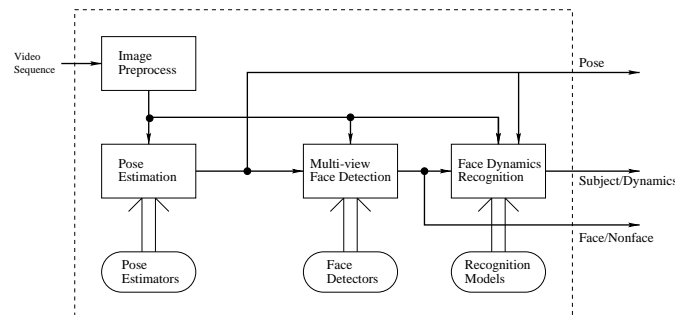 Video
Sequence
Image
Preprocess
Pose
Pose
Estimation
Multi-view
Face Detection
Face Dynamics
Recognition
Subject/Dynamics
Face/Nonface
Pose
Estimators
Face
Detectors
Recognition
Models